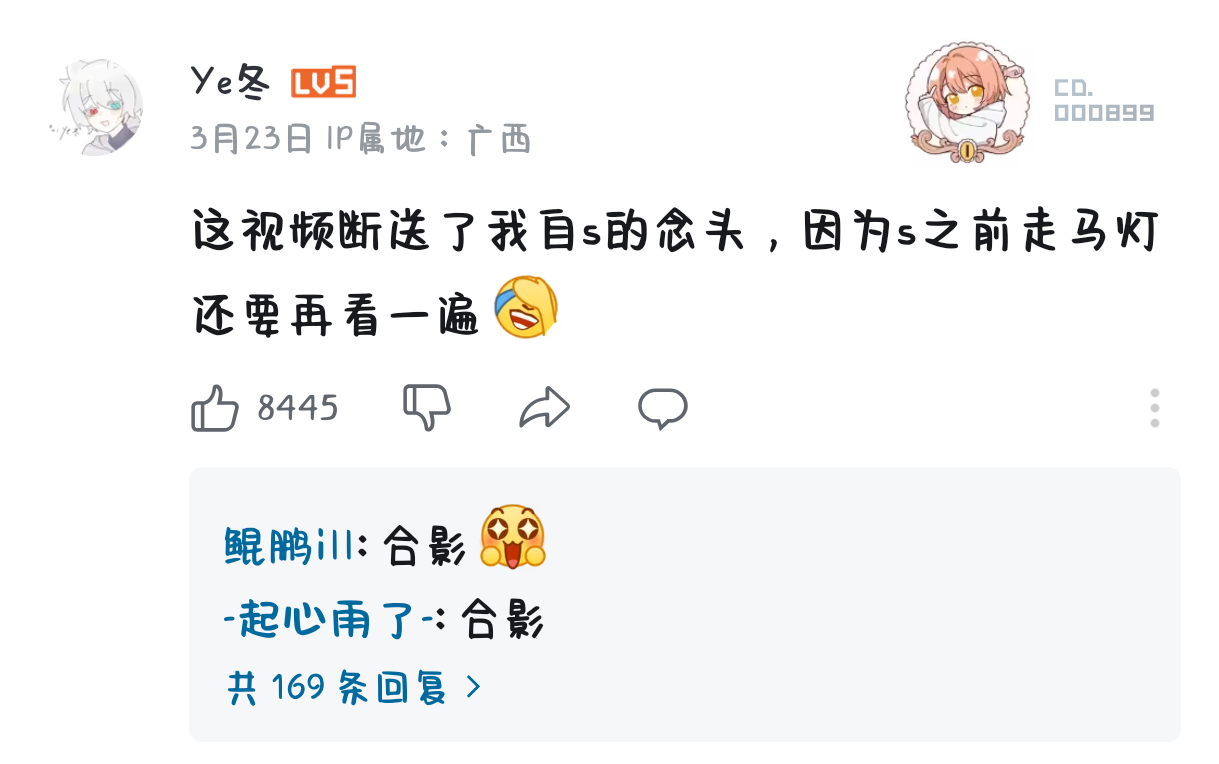 Ye冬 LV5
CD.
000899
3月23日 IP属地：广西
这视频断送了我自s的念头，因为s之前走马灯
还要再看一遍
8445
鲲鹏ill: 合影
-起心雨了-: 合影
共 169 条回复 >